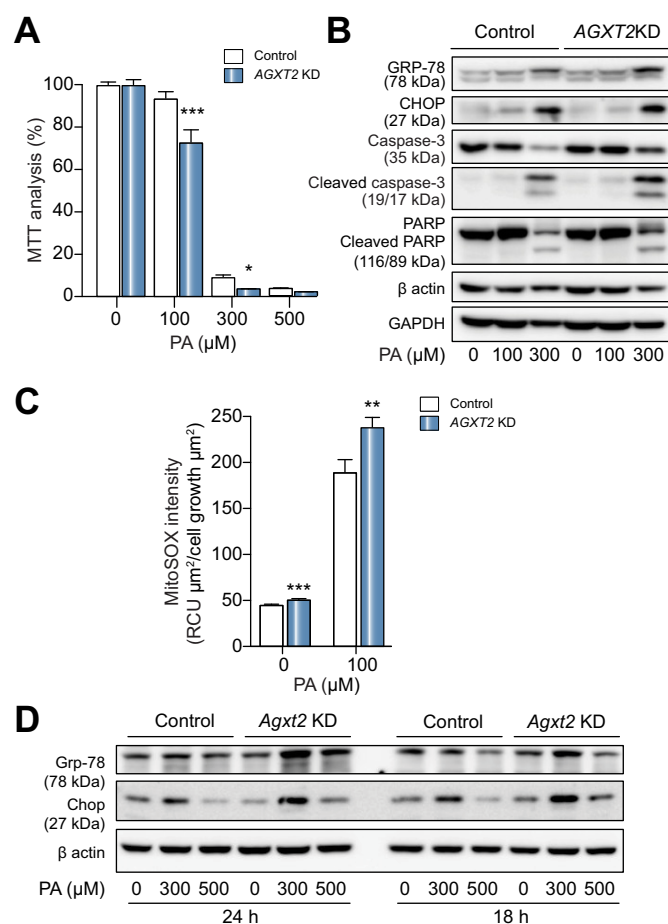 A
Control
AGXT2 KD
MTT analysis (%)
100
80
60
40
20
0
***
*
0 100 300 500
PA (µM)
B
Control AGXT2KD
GRP-78
(78 kDa)
CHOP
(27 kDa)
Caspase-3
(35 kDa)
Cleaved caspase-3
(19/17 kDa)
PARP
Cleaved PARP
(116/89 kDa)
β actin
GAPDH
PA (µM) 0 100 300 0 100 300
C
Control
AGXT2 KD
MitoSOX intensity
(RCU µm²/cell growth µm²)
250
200
150
100
50
0
***
**
0 100
PA (µM)
D
Control Agxt2 KD Control Agxt2 KD
Grp-78
(78 kDa)
Chop
(27 kDa)
β actin
PA (µM) 0 300 500 0 300 500 0 300 500 0 300 500
24 h 18 h